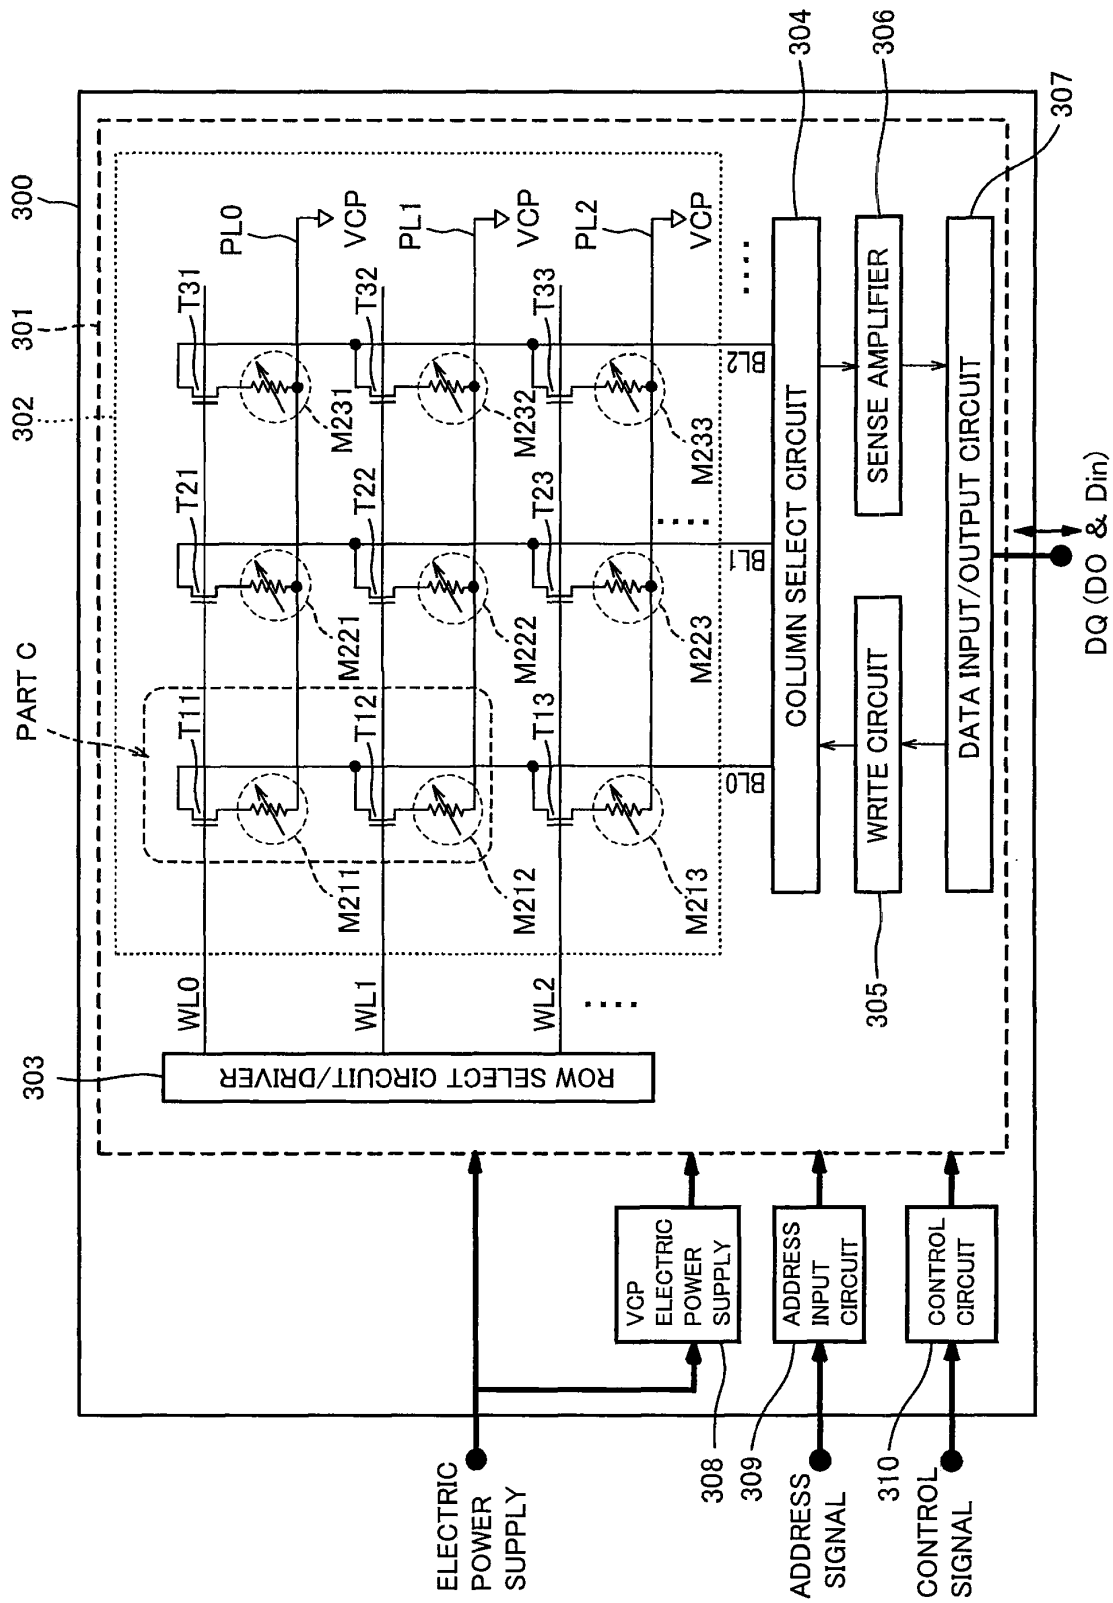 300
301
302
PART C
303
WL0
WL1
WL2
T11
T21
T31
PL0
VCP
M211
M221
M231
T12
T22
T32
PL1
VCP
M212
M222
M232
T13
T23
T33
PL2
VCP
M213
M223
M233
BL0
BL1
BL2
ROW SELECT CIRCUIT/DRIVER
COLUMN SELECT CIRCUIT
304
WRITE CIRCUIT
305
SENSE AMPLIFIER
306
DATA INPUT/OUTPUT CIRCUIT
307
DQ (DO & Din)
ELECTRIC
POWER
SUPPLY
VCP
ELECTRIC
POWER
SUPPLY
308
ADDRESS
INPUT
CIRCUIT
309
ADDRESS
SIGNAL
CONTROL
CIRCUIT
310
CONTROL
SIGNAL